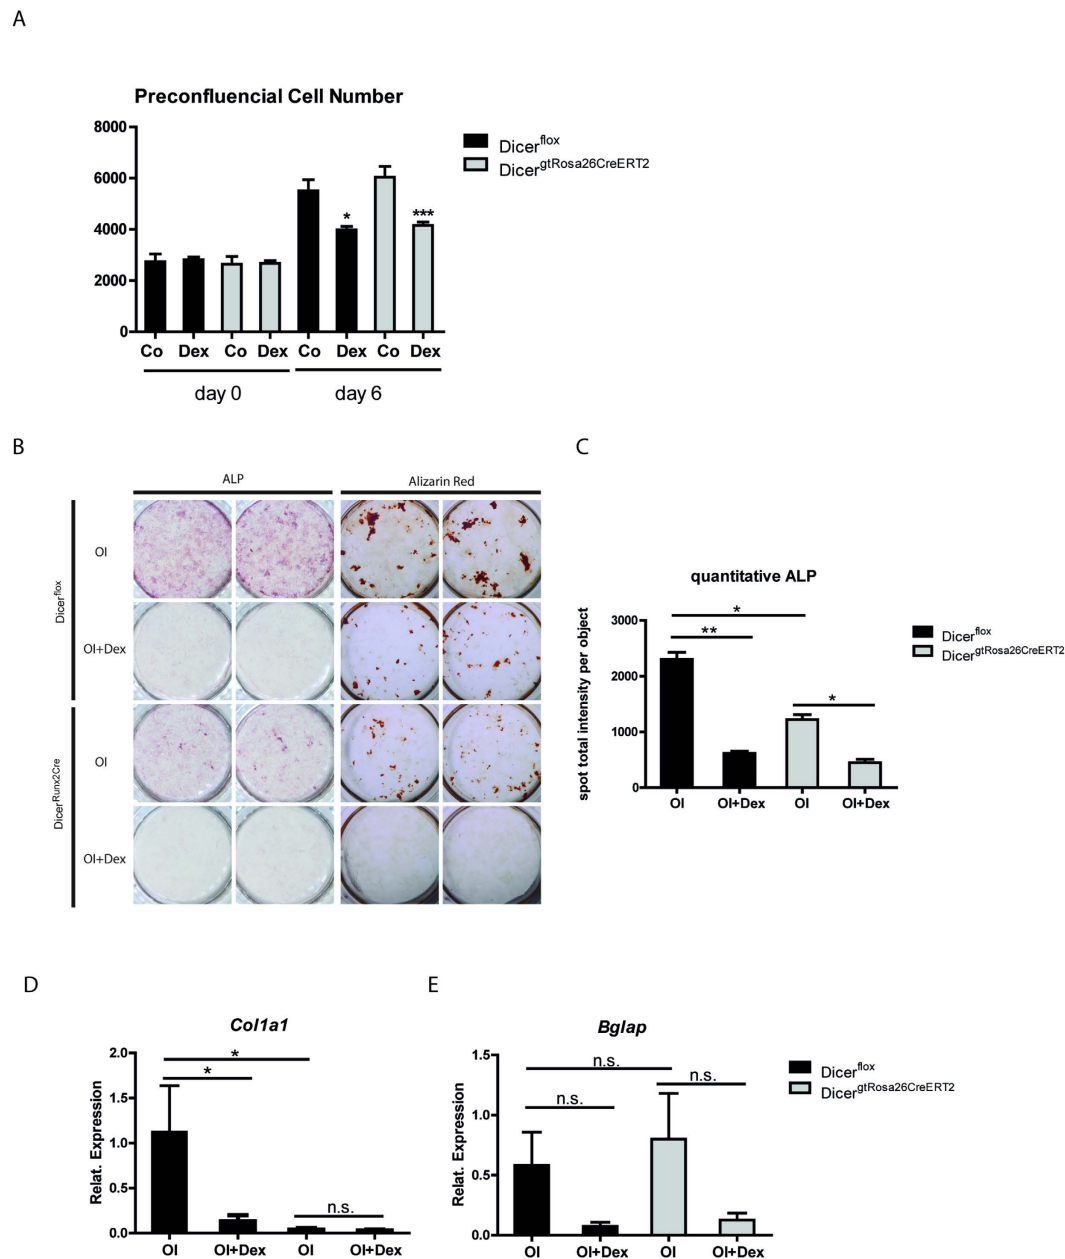 A
Preconfluencial Cell Number
Dicerflox
DicergtRosa26CreERT2
8000
6000
4000
2000
0
* ***
Co Dex Co Dex Co Dex Co Dex
day 0 day 6
B
ALP Alizarin Red
Dicerflox
OI
OI+Dex
DicerRunx2Cre
OI
OI+Dex
C
quantitative ALP
Dicerflox
DicergtRosa26CreERT2
spot total intensity per object
3000
2000
1000
0
*
**
*
OI OI+Dex OI OI+Dex
D
Col1a1
Relat. Expression
2.0
1.5
1.0
0.5
0.0
*
*
n.s.
OI OI+Dex OI OI+Dex
E
Bglap
Dicerflox
DicergtRosa26CreERT2
Relat. Expression
1.5
1.0
0.5
0.0
n.s.
n.s.
n.s.
OI OI+Dex OI OI+Dex